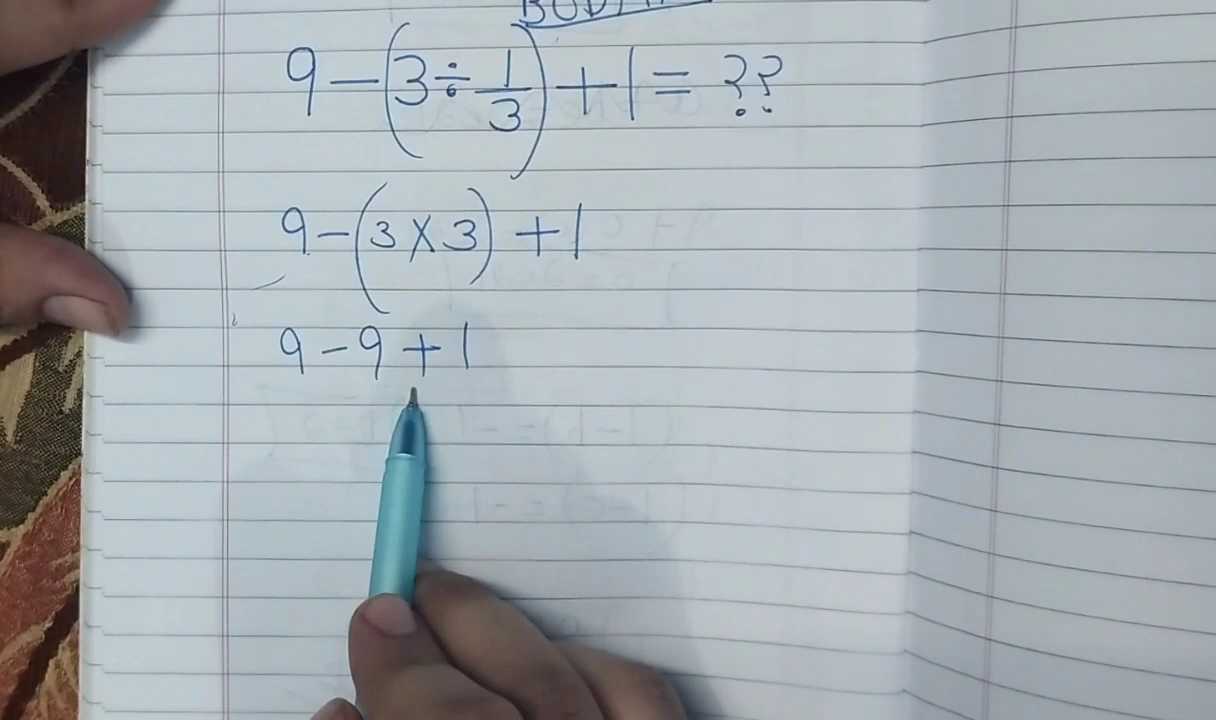 9 - (3 ÷ 1/3) + 1 = ??
9 - (3 × 3) + 1
9 - 9 + 1